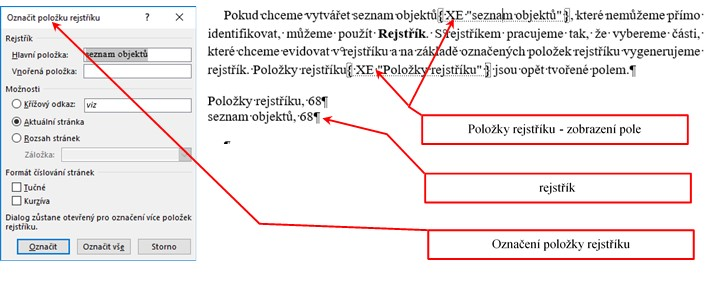 Označit položku rejstříku
Rejstřík
Hlavní položka:
seznam objektů
Vnořená položka:
Možnosti
Křížový odkaz:
viz
Aktuální stránka
Rozsah stránek
Záložka:
Formát číslování stránek
Tučné
Kurzíva
Dialog zůstane otevřený pro označení více položek
rejstříku.
Označit
Označit vše
Storno
Pokud·chceme·vytvářet·seznam·objektů{·XE·"seznam·objektů"·},·které·nemůžeme·přímo·
identifikovat,·můžeme·použít·Rejstřík.·S°rejstříkem·pracujeme·tak,·že·vybereme·části,·
které·chceme·evidovat·v°rejstříku·a·na·základě·označených·položek·rejstříku·vygenerujeme·
rejstřík.·Položky·rejstříku{·XE·"Položky·rejstříku"·}·jsou·opět·tvořené·polem.¶
Položky·rejstříku,·68¶
seznam·objektů,·68¶
¶
Položky rejstříku - zobrazení pole
rejstřík
Označení položky rejstříku